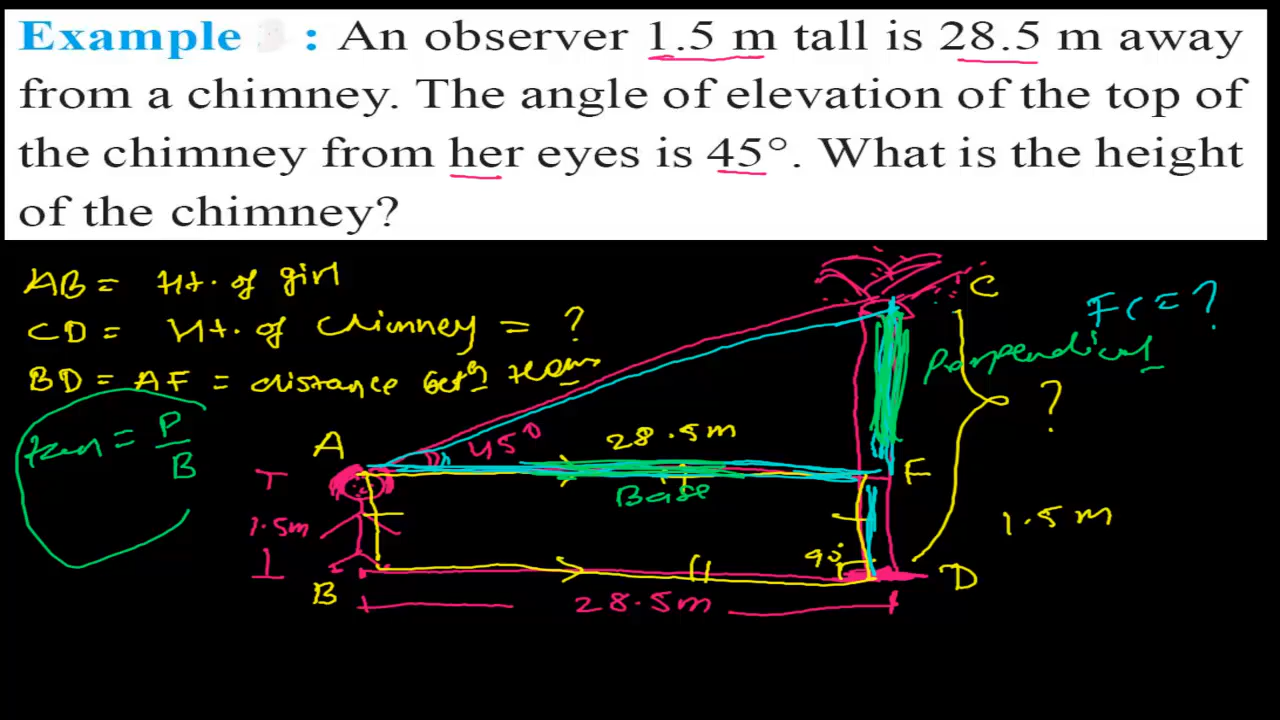 Example : An observer 1.5 m tall is 28.5 m away
from a chimney. The angle of elevation of the top of
the chimney from her eyes is 45°. What is the height
of the chimney?
AB = Ht. of girl
CD = Ht. of Chimney = ?
BD = AF = distance betn them
tan = P/B
A
45°
28.5m
Base
C
FC = ?
Perpendicul
?
F
1.5m
1.5m
90°
B
D
28.5m